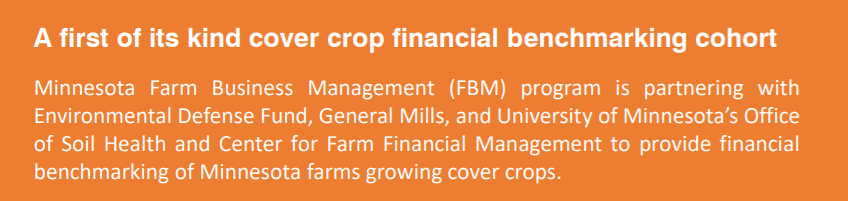 A first of its kind cover crop financial benchmarking cohort
Minnesota Farm Business Management (FBM) program is partnering with
Environmental Defense Fund, General Mills, and University of Minnesota's Office
of Soil Health and Center for Farm Financial Management to provide financial
benchmarking of Minnesota farms growing cover crops.